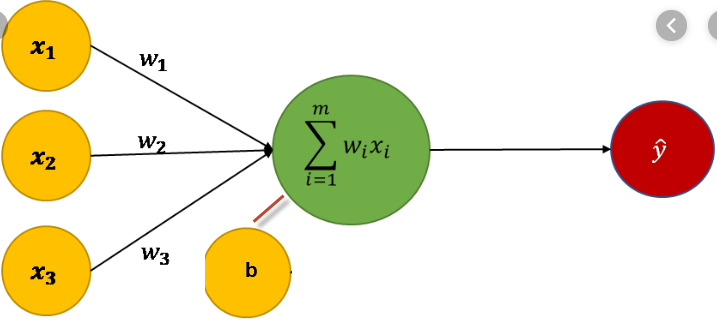 x₁
w₁
x₂
w₂
x₃
w₃
m
∑ wᵢxᵢ
i=1
b
ŷ